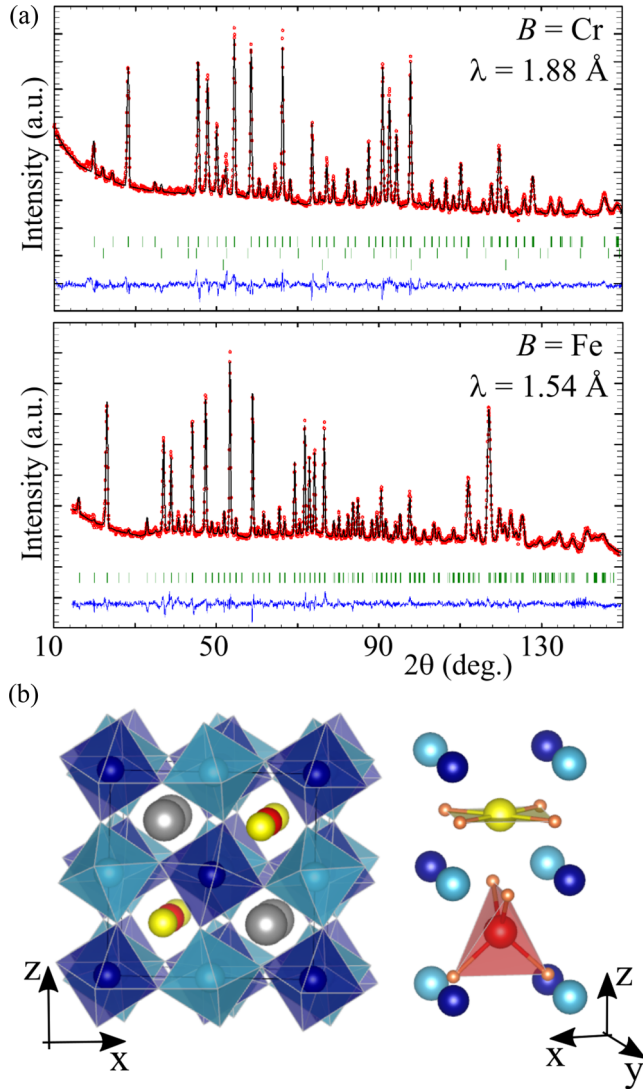 (a)
B = Cr
λ = 1.88 Å
Intensity (a.u.)
B = Fe
λ = 1.54 Å
Intensity (a.u.)
10 50 90 130
2θ (deg.)
(b)
z
x
z
x
y